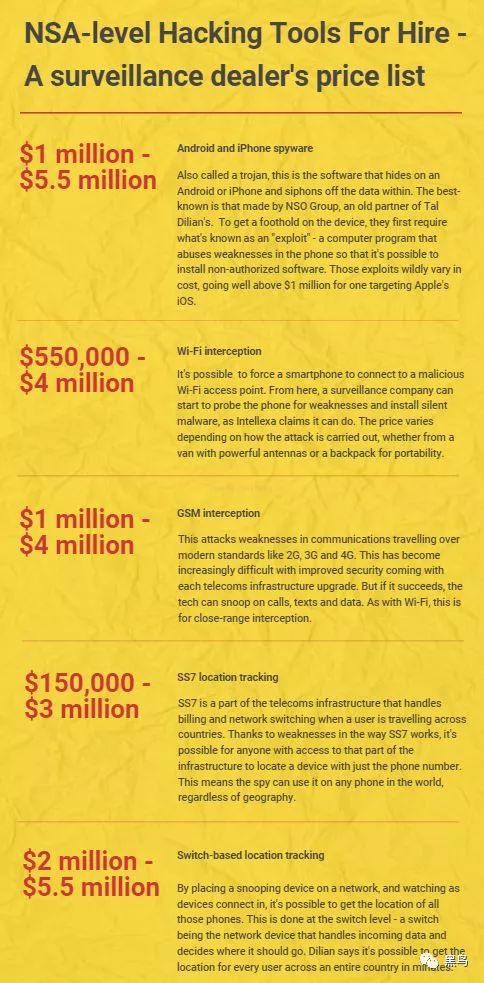 NSA-level Hacking Tools For Hire -
A surveillance dealer's price list
$1 million -
$5.5 million
Android and iPhone spyware
Also called a trojan, this is the software that hides on an
Android or iPhone and siphons off the data within. The best-
known is that made by NSO Group, an old partner of Tal
Dilian's. To get a foothold on the device, they first require
what's known as an "exploit" - a computer program that
abuses weaknesses in the phone so that it's possible to
install non-authorized software. Those exploits wildly vary in
cost, going well above $1 million for one targeting Apple's
iOS.
$550,000 -
$4 million
Wi-Fi interception
It's possible to force a smartphone to connect to a malicious
Wi-Fi access point. From here, a surveillance company can
start to probe the phone for weaknesses and install silent
malware, as Intellexa claims it can do. The price varies
depending on how the attack is carried out, whether from a
van with powerful antennas or a backpack for portability.
$1 million -
$4 million
GSM interception
This attacks weaknesses in communications travelling over
modern standards like 2G, 3G and 4G. This has become
increasingly difficult with improved security coming with
each telecoms infrastructure upgrade. But if it succeeds, the
tech can snoop on calls, texts and data. As with Wi-Fi, this is
for close-range interception.
$150,000 -
$3 million
SS7 location tracking
SS7 is a part of the telecoms infrastructure that handles
billing and network switching when a user is travelling across
countries. Thanks to weaknesses in the way SS7 works, it's
possible for anyone with access to that part of the
infrastructure to locate a device with just the phone number.
This means the spy can use it on any phone in the world,
regardless of geography.
$2 million -
$5.5 million
Switch-based location tracking
By placing a snooping device on a network, and watching as
devices connect in, it's possible to get the location of all
those phones. This is done at the switch level - a switch
being the network device that handles incoming data and
decides where it should go. Dilian says it's possible to get the
location for every user across an entire country in minutes.
黑鸟